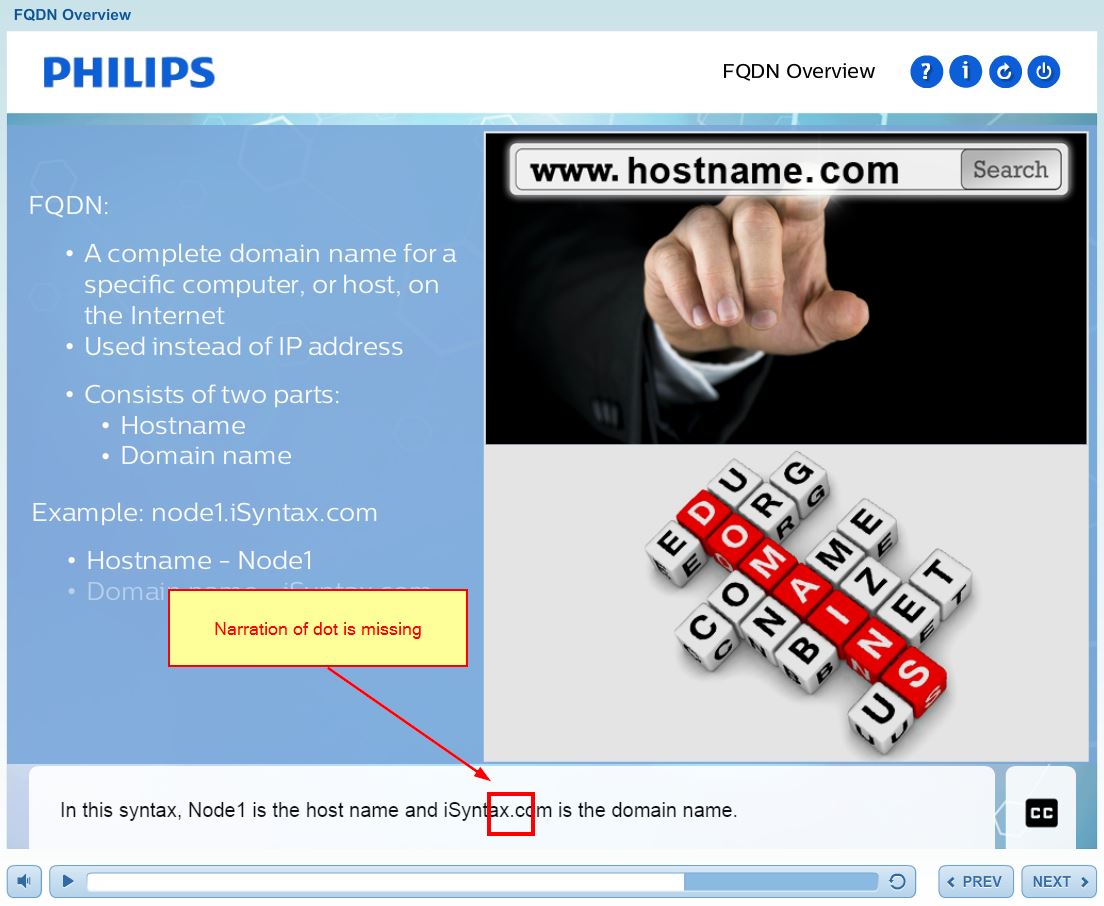 FQDN Overview
PHILIPS
FQDN Overview
?
i
FQDN:
• A complete domain name for a
specific computer, or host, on
the Internet
• Used instead of IP address
• Consists of two parts:
• Hostname
• Domain name
Example: node1.iSyntax.com
• Hostname - Node1
• Domain name - iSyntax.com
Narration of dot is missing
www.hostname.com
Search
EDU
ORG
COM
NAME
BIZ
NET
US
DOMAINS
In this syntax, Node1 is the host name and iSyntax.com is the domain name.
CC
PREV
NEXT